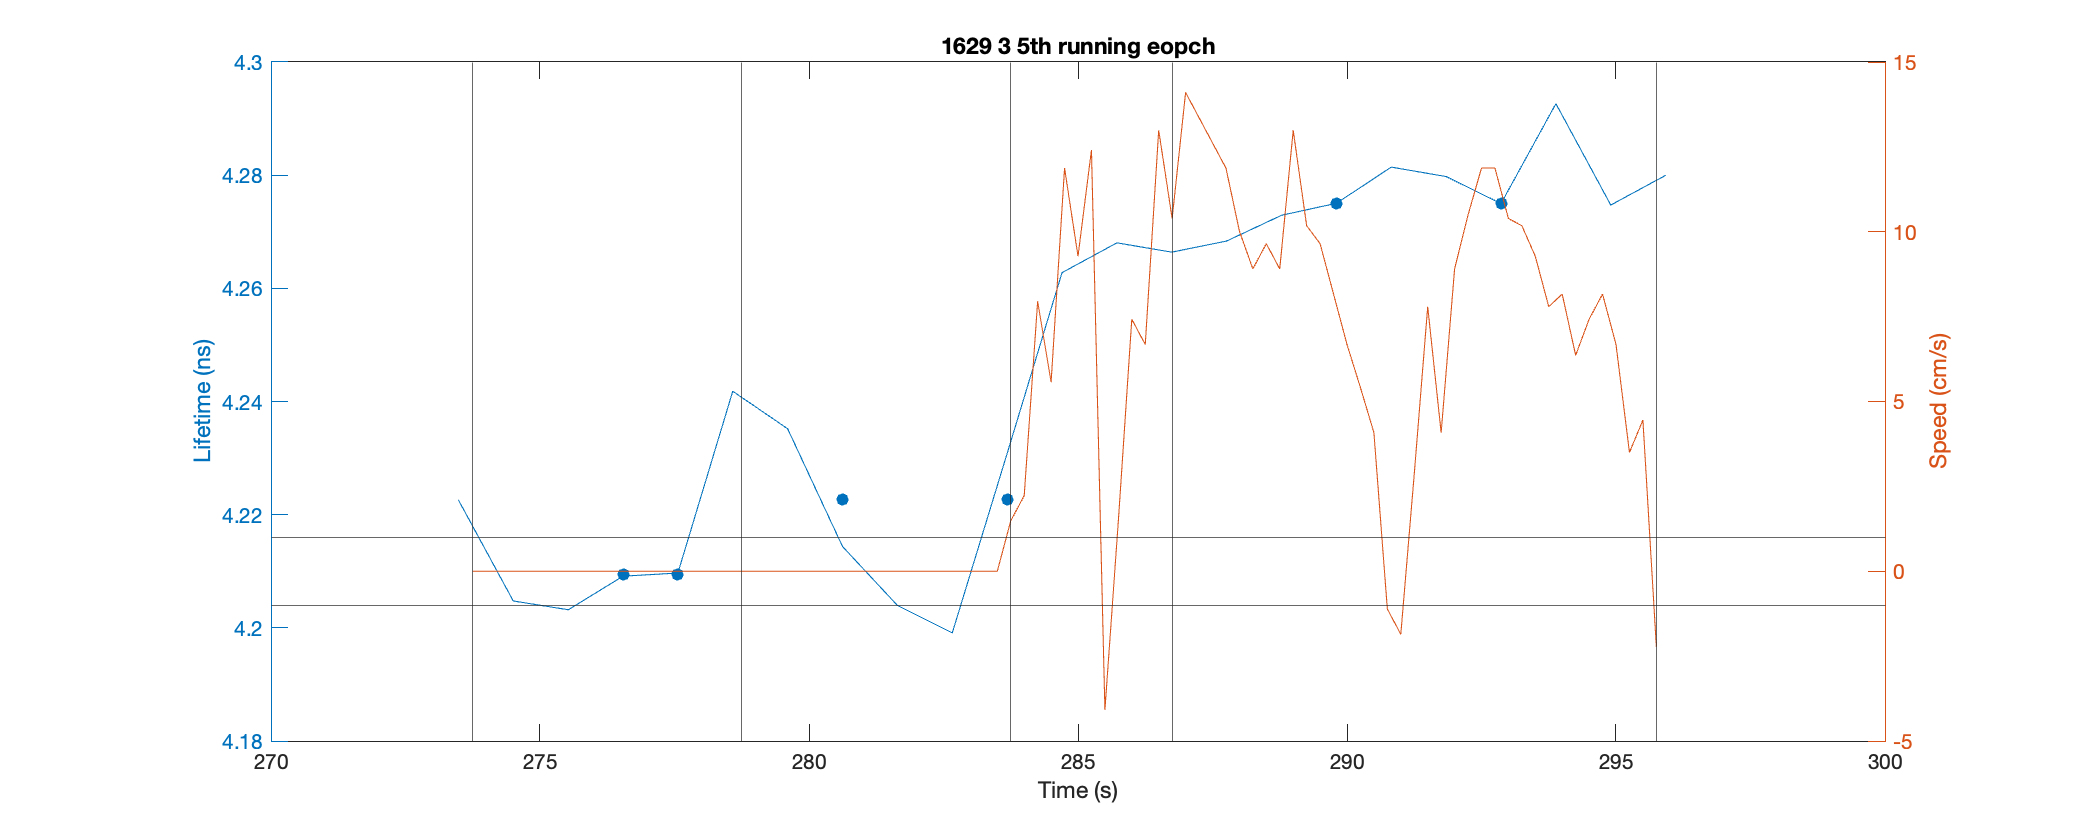 1629 3 5th running eopch
4.3
4.28
4.26
4.24
4.22
4.2
4.18
Lifetime (ns)
15
10
5
0
-5
Speed (cm/s)
270 275 280 285 290 295 300
Time (s)